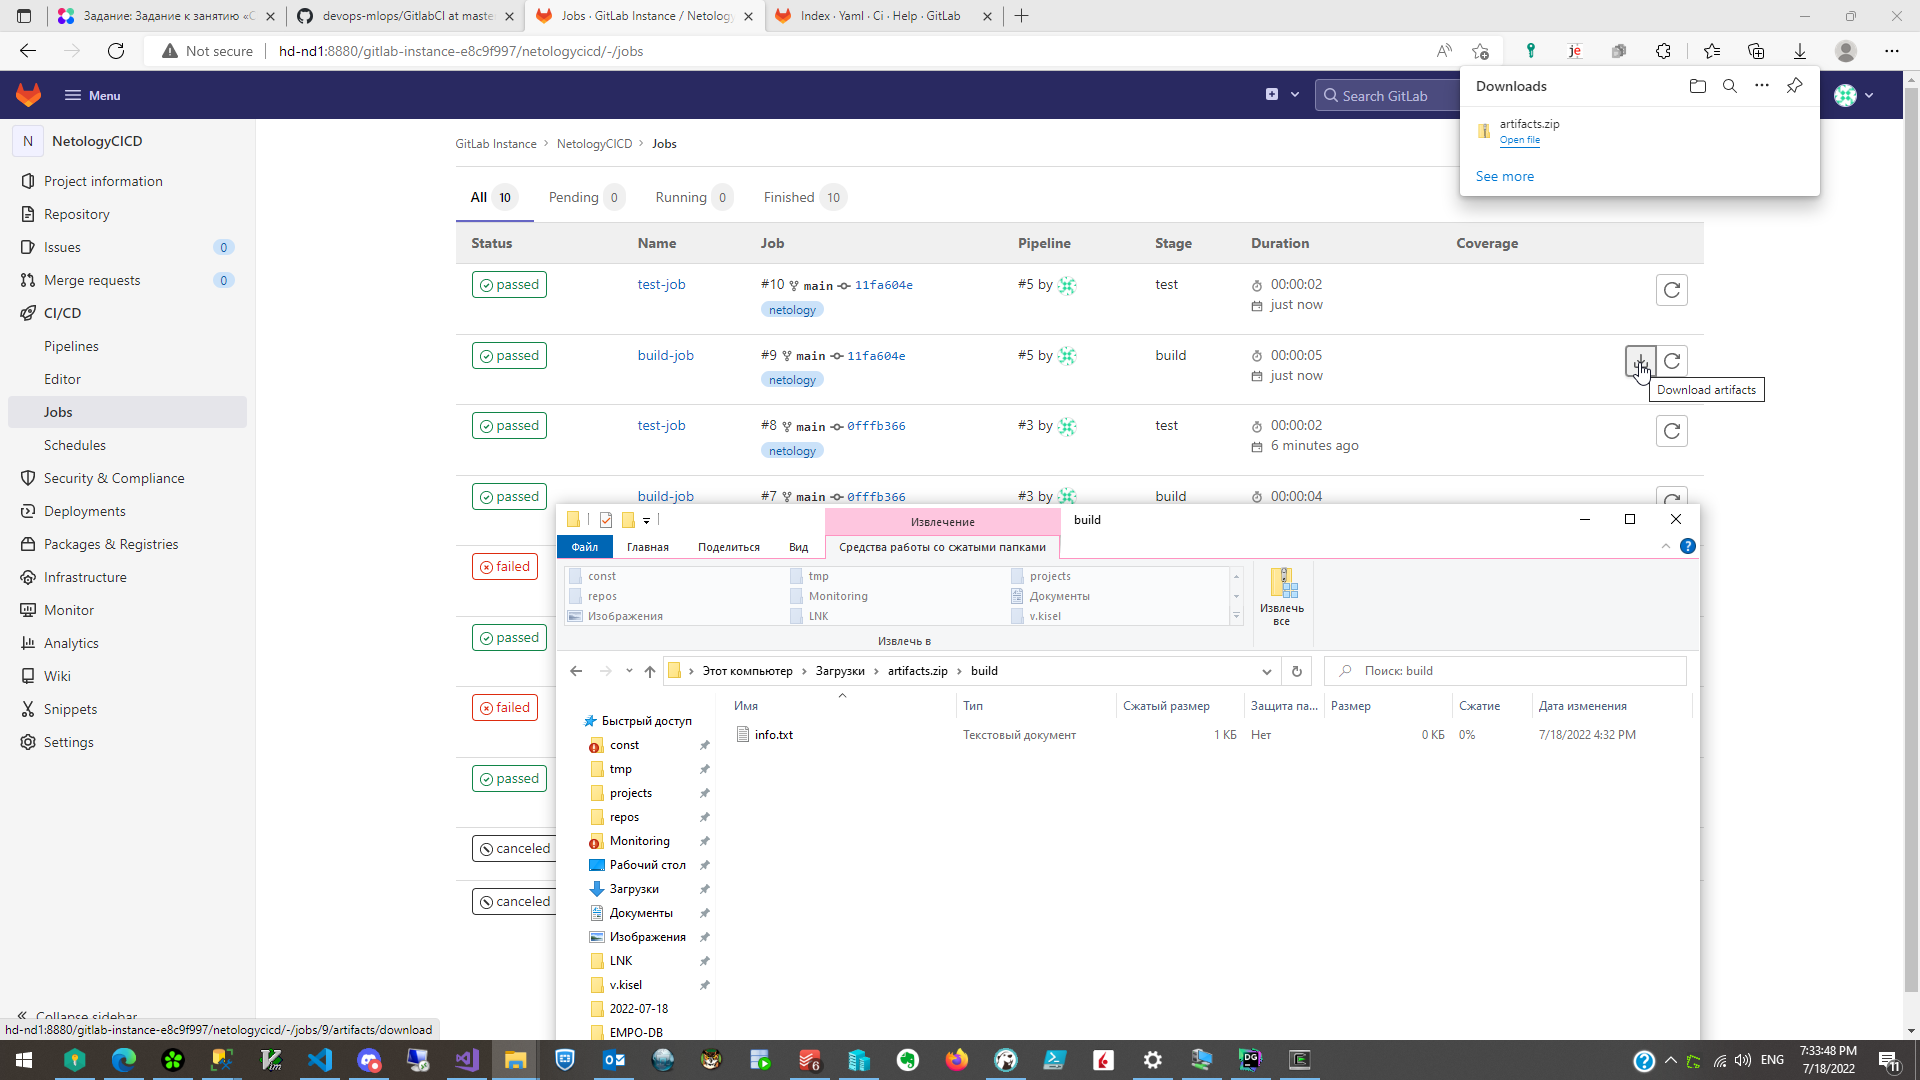 Задание: Задание к занятию «С
devops-mlops/GitlabCI at maste
Jobs · GitLab Instance / Netology
Index · Yaml · Ci · Help · GitLab
Not secure
hd-nd1:8880/gitlab-instance-e8c9f997/netologycicd/-/jobs
Menu
Search GitLab
Downloads
artifacts.zip
Open file
See more
N NetologyCICD
Project information
Repository
Issues 0
Merge requests 0
CI/CD
Pipelines
Editor
Jobs
Schedules
Security & Compliance
Deployments
Packages & Registries
Infrastructure
Monitor
Analytics
Wiki
Snippets
Settings
Collapse sidebar
GitLab Instance › NetologyCICD › Jobs
All 10 Pending 0 Running 0 Finished 10
Status Name Job Pipeline Stage Duration Coverage
passed test-job #10 main 11fa604e #5 by test 00:00:02
netology just now
passed build-job #9 main 11fa604e #5 by build 00:00:05
netology just now
Download artifacts
passed test-job #8 main 0fffb366 #3 by test 00:00:02
netology 6 minutes ago
passed build-job #7 main 0fffb366 #3 by build 00:00:04
failed
passed
failed
passed
canceled
canceled
Извлечение build
Файл Главная Поделиться Вид Средства работы со сжатыми папками
const tmp projects
repos Monitoring Документы
Изображения LNK v.kisel
Извлечь все
Извлечь в
Этот компьютер › Загрузки › artifacts.zip › build
Поиск: build
Имя Тип Сжатый размер Защита па... Размер Сжатие Дата изменения
info.txt Текстовый документ 1 КБ Нет 0 КБ 0% 7/18/2022 4:32 PM
Быстрый доступ
const
tmp
projects
repos
Monitoring
Рабочий стол
Загрузки
Документы
Изображения
LNK
v.kisel
2022-07-18
EMPO-DB
hd-nd1:8880/gitlab-instance-e8c9f997/netologycicd/-/jobs/9/artifacts/download
ENG
7:33:48 PM
7/18/2022
11